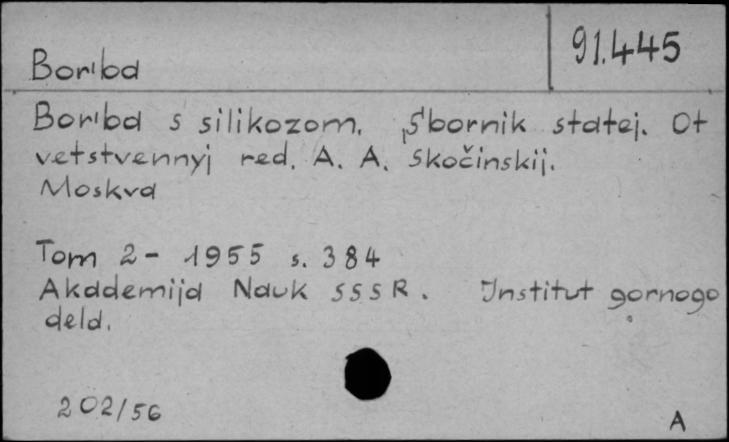 Bor'ba
91.445
Bor'ba s silikozom. Sbornik statej. Ot
vetstvennyj red. A. A. Skočinskij.
Moskva
Tom 2- 1955 s. 384
Akademija Nauk SSSR. Institut gornogo
dela.
202/56
A